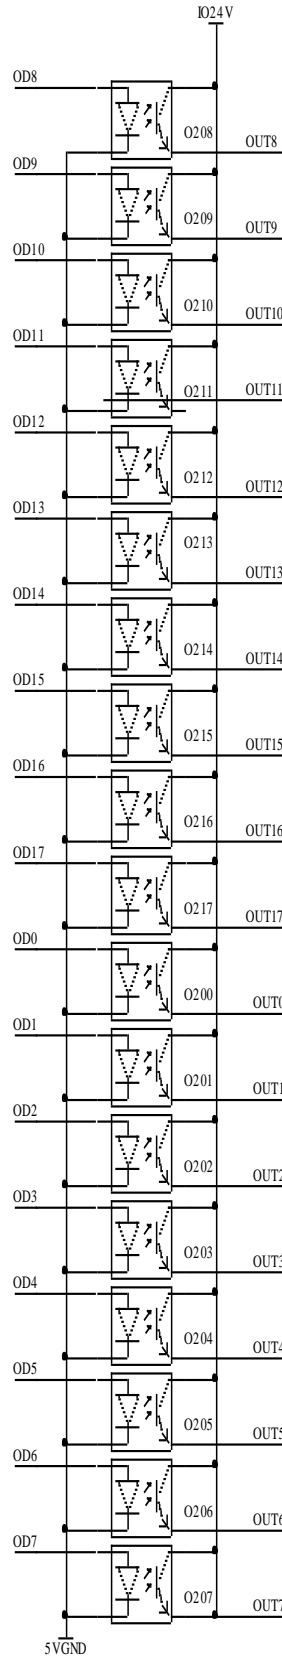 IO24V
OD8
O208
OUT8
OD9
O209
OUT9
OD10
O210
OUT10
OD11
O211
OUT11
OD12
O212
OUT12
OD13
O213
OUT13
OD14
O214
OUT14
OD15
O215
OUT15
OD16
O216
OUT16
OD17
O217
OUT17
OD0
O200
OUT0
OD1
O201
OUT1
OD2
O202
OUT2
OD3
O203
OUT3
OD4
O204
OUT4
OD5
O205
OUT5
OD6
O206
OUT6
OD7
O207
OUT7
5VGND